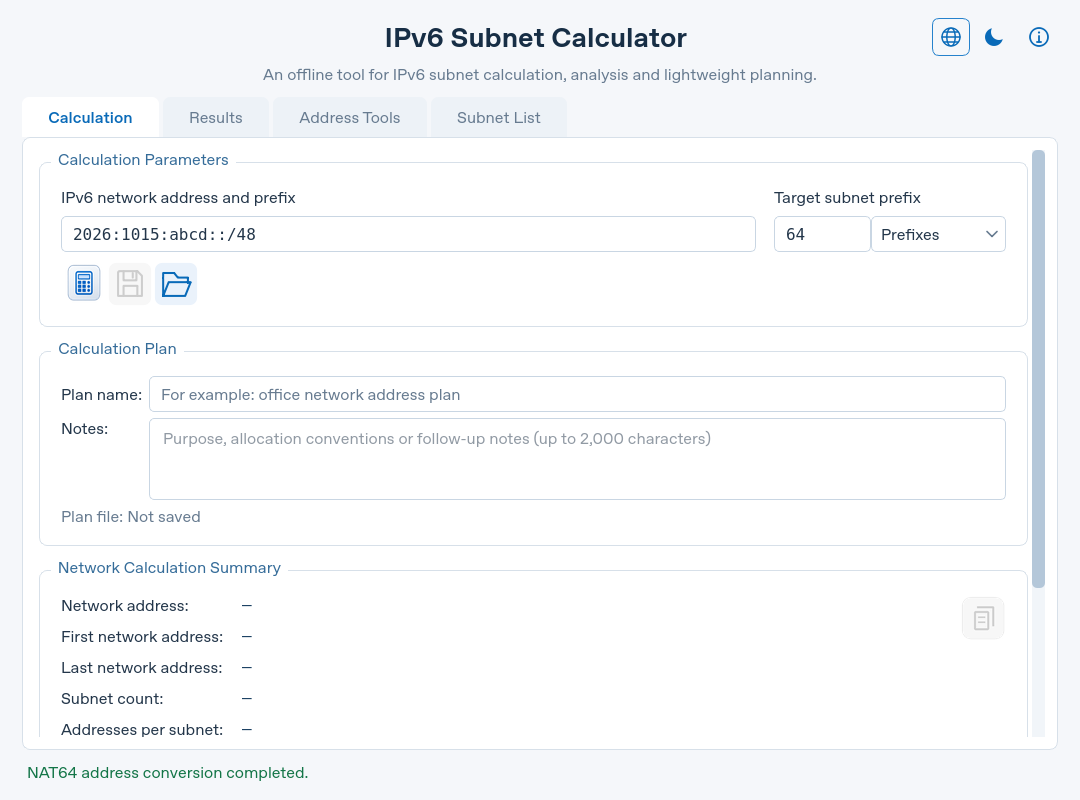 IPv6 Subnet Calculator
An offline tool for IPv6 subnet calculation, analysis and lightweight planning.
Calculation
Results
Address Tools
Subnet List
Calculation Parameters
IPv6 network address and prefix
Target subnet prefix
2026:1015:abcd::/48
64
Prefixes
Calculation Plan
Plan name:
For example: office network address plan
Notes:
Purpose, allocation conventions or follow-up notes (up to 2,000 characters)
Plan file: Not saved
Network Calculation Summary
Network address: —
First network address: —
Last network address: —
Subnet count: —
Addresses per subnet: —
NAT64 address conversion completed.